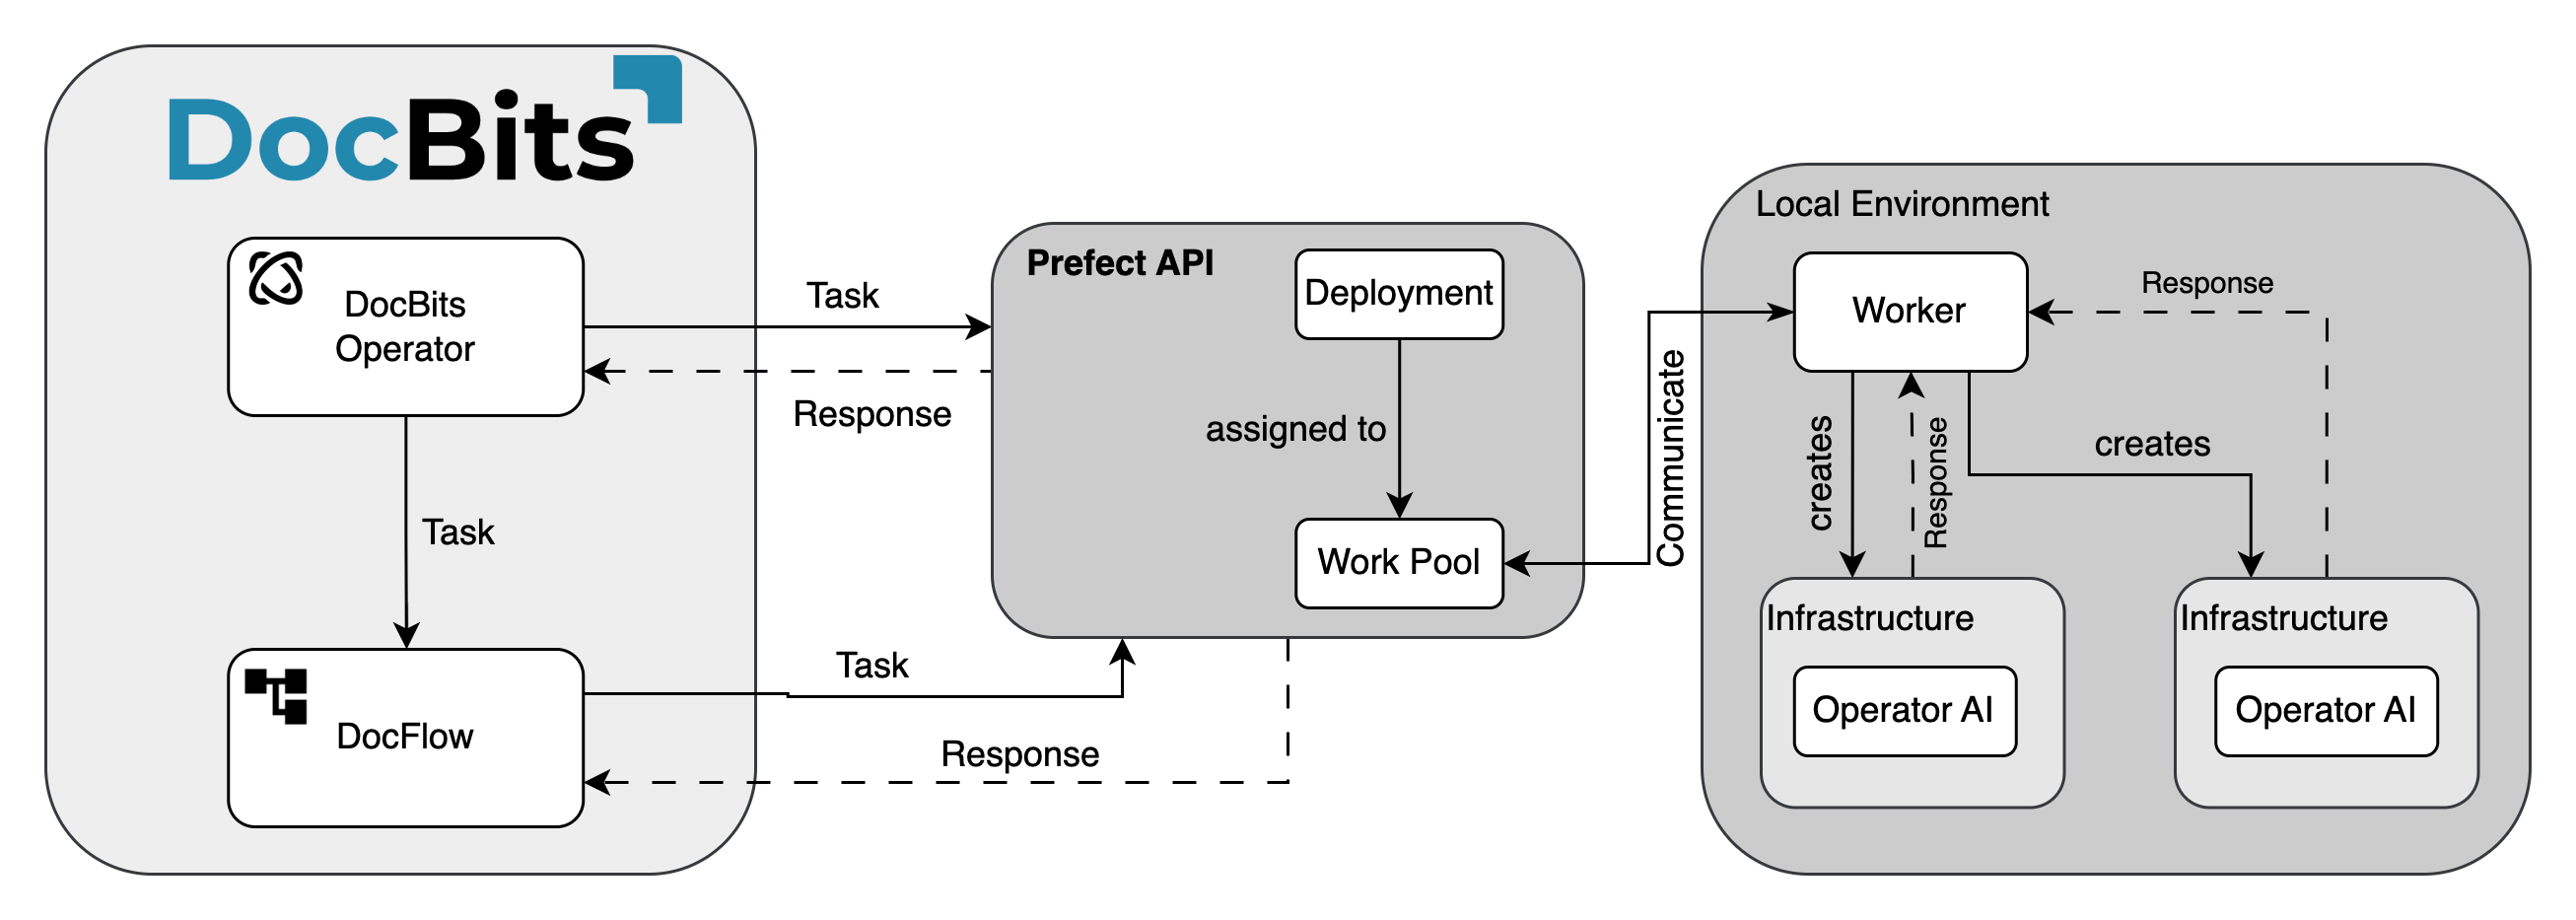 DocBits
DocBits
Operator
Task
DocFlow
Task
Response
Task
Response
Prefect API
Deployment
assigned to
Work Pool
Communicate
Local Environment
Worker
Response
creates
Response
creates
Infrastructure
Operator AI
Infrastructure
Operator AI